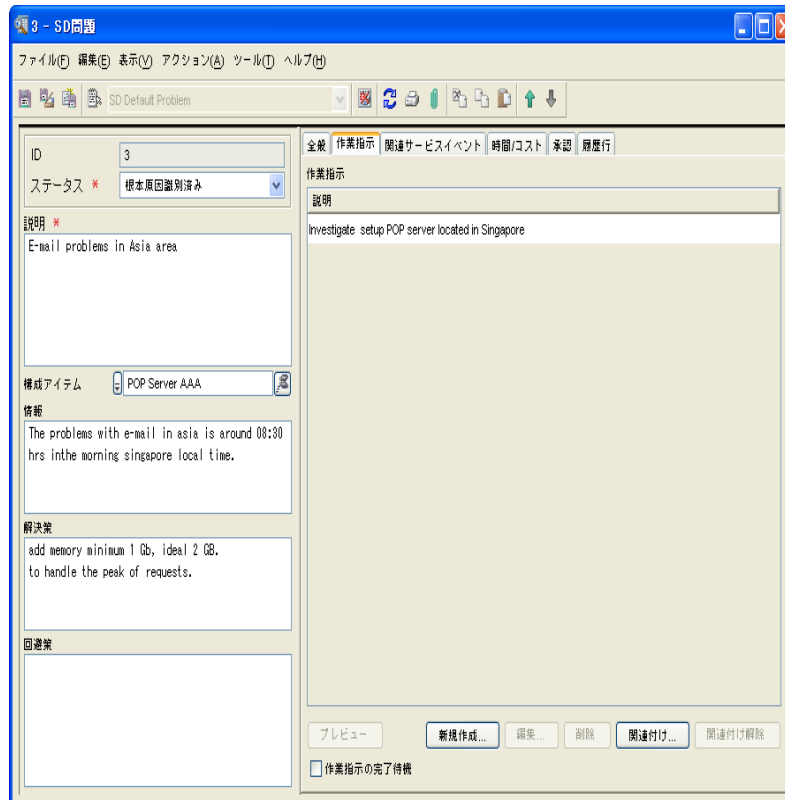 3 - SD問題
ファイル(F) 編集(E) 表示(V) アクション(A) ツール(T) ヘルプ(H)
SD Default Problem
ID 3
ステータス * 根本原因識別済み
説明 *
E-mail problems in Asia area
構成アイテム POP Server AAA
情報
The problems with e-mail in asia is around 08:30
hrs inthe morning singapore local time.
解決策
add memory minimum 1 Gb, ideal 2 GB.
to handle the peak of requests.
回避策
全般 作業指示 関連サービスイベント 時間/コスト 承認 履歴行
作業指示
説明
Investigate setup POP server located in Singapore
プレビュー 新規作成... 編集... 削除 関連付け... 関連付け解除
作業指示の完了待機